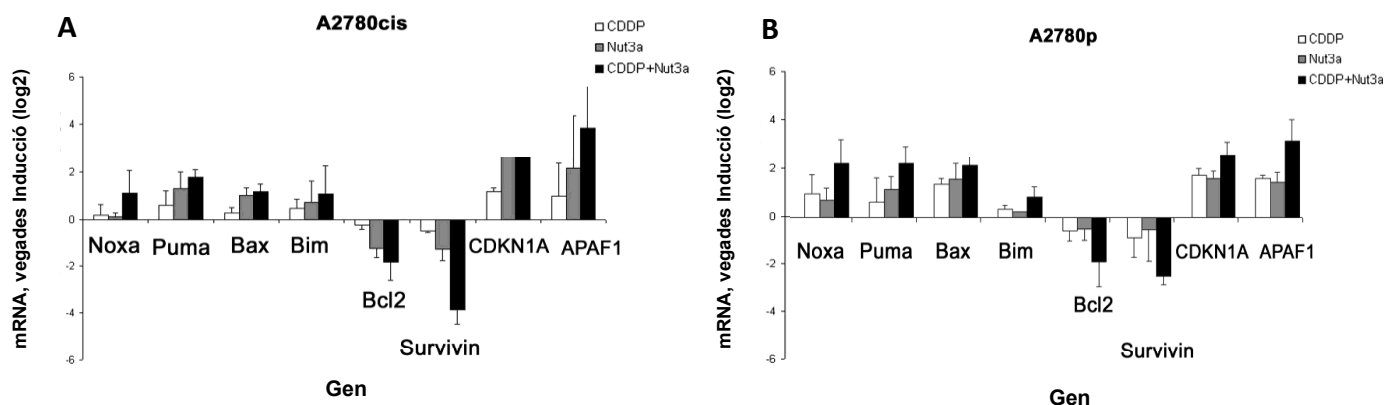 A
A2780cis
CDDP
Nut3a
CDDP+Nut3a
mRNA, vegades Inducció (log2)
6
4
2
0
-2
-4
-6
Noxa
Puma
Bax
Bim
Bcl2
Survivin
CDKN1A
APAF1
Gen
B
A2780p
CDDP
Nut3a
CDDP+Nut3a
mRNA, vegades Inducció (log2)
6
4
2
0
-2
-4
-6
Noxa
Puma
Bax
Bim
Bcl2
Survivin
CDKN1A
APAF1
Gen